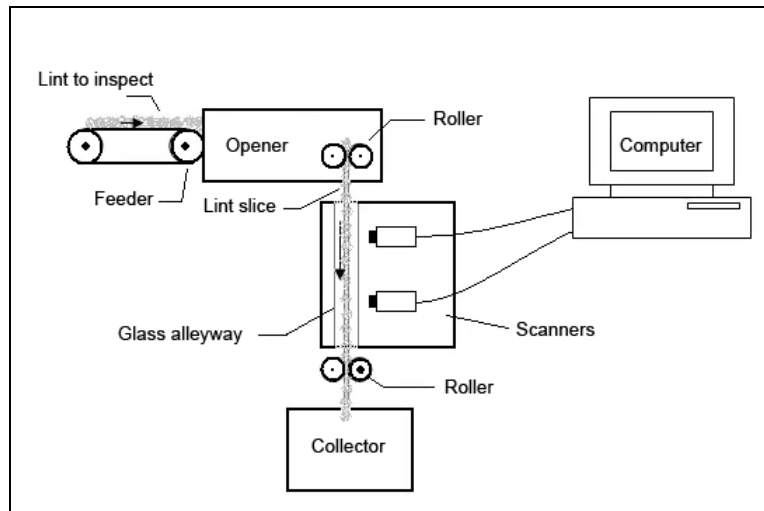 Lint to inspect
Opener
Roller
Computer
Feeder
Lint slice
Glass alleyway
Scanners
Roller
Collector